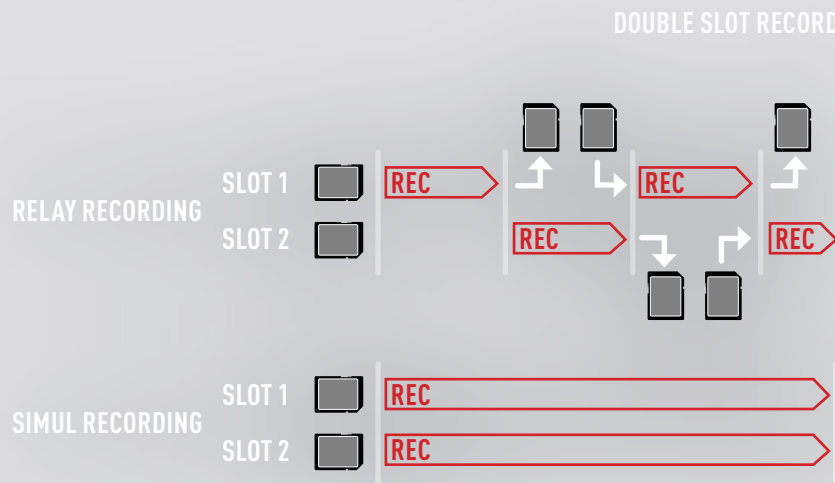 DOUBLE SLOT RECORD
SLOT 1 REC REC
RELAY RECORDING
SLOT 2 REC REC
SLOT 1 REC
SIMUL RECORDING
SLOT 2 REC